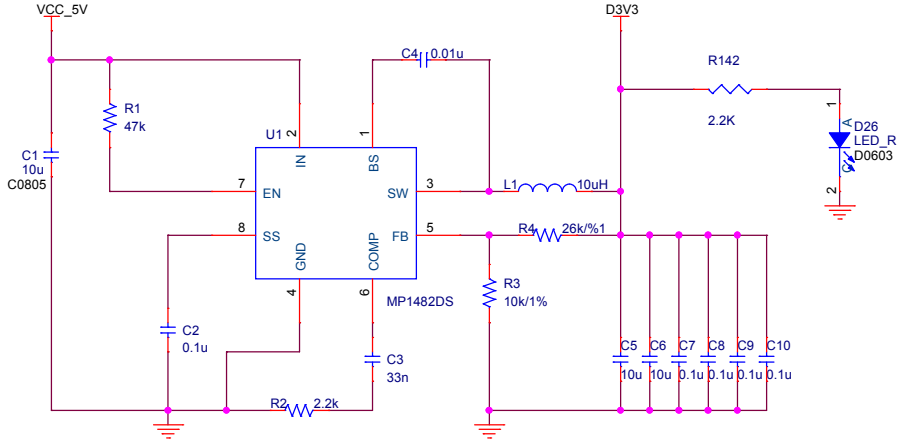 VCC_5V
D3V3
C4 0.01u
R142
2.2K
R1
47k
U1
2
1
1
A
D26
LED_R
D0603
C
2
C1
10u
C0805
IN
BS
7
EN
SW
3
L1
10uH
8
SS
FB
5
R4
26k/%1
GND
COMP
4
6
MP1482DS
R3
10k/1%
C2
0.1u
C3
33n
C5
10u
C6
10u
C7
0.1u
C8
0.1u
C9
0.1u
C10
0.1u
R2
2.2k